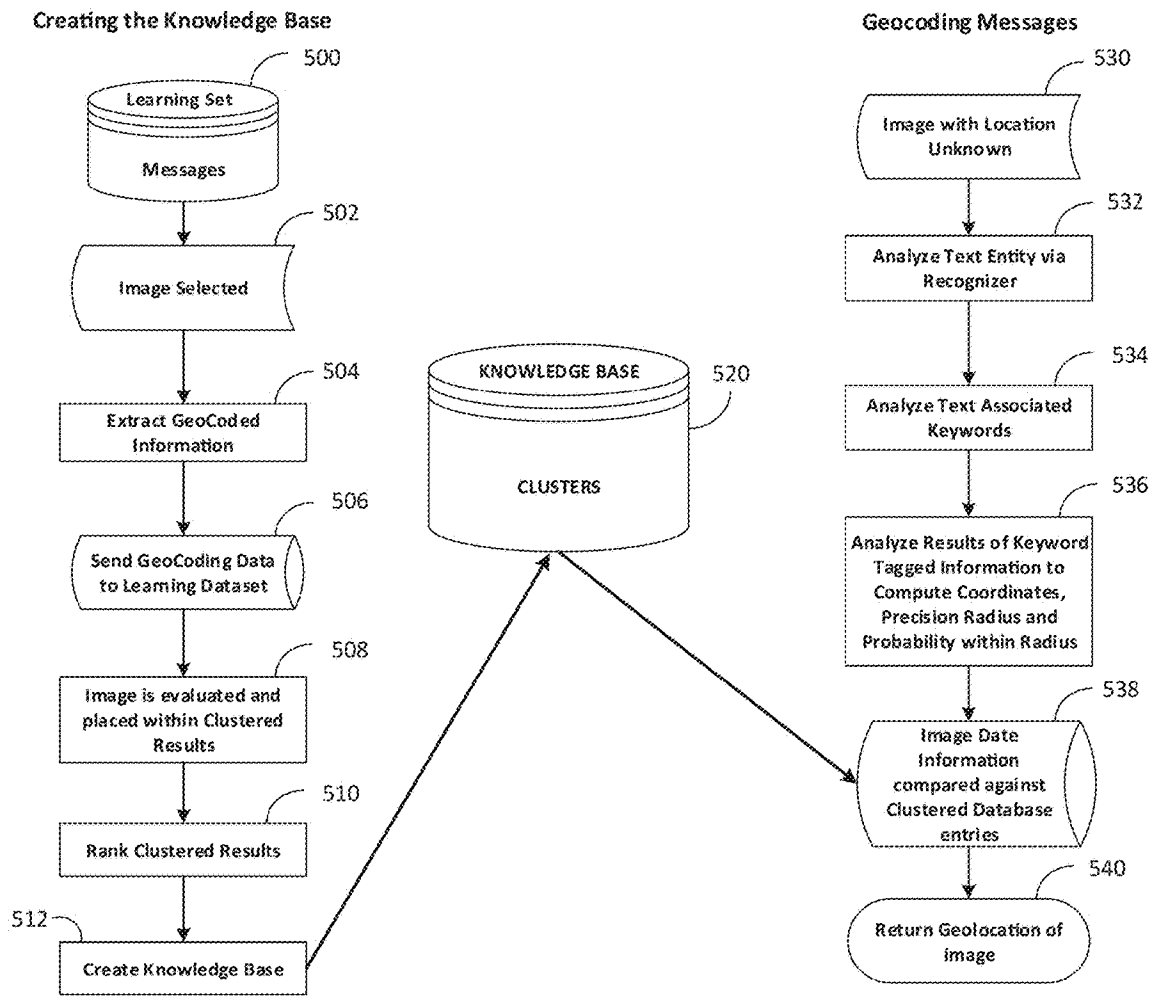 Creating the Knowledge Base
500
Learning Set
Messages
502
Image Selected
504
Extract GeoCoded
Information
506
Send GeoCoding Data
to Learning Dataset
508
Image is evaluated and
placed within Clustered
Results
510
Rank Clustered Results
512
Create Knowledge Base
KNOWLEDGE BASE
520
CLUSTERS
Geocoding Messages
530
Image with Location
Unknown
532
Analyze Text Entity via
Recognizer
534
Analyze Text Associated
Keywords
536
Analyze Results of Keyword
Tagged Information to
Compute Coordinates,
Precision Radius and
Probability within Radius
538
Image Date
Information
compared against
Clustered Database
entries
540
Return Geolocation of
image